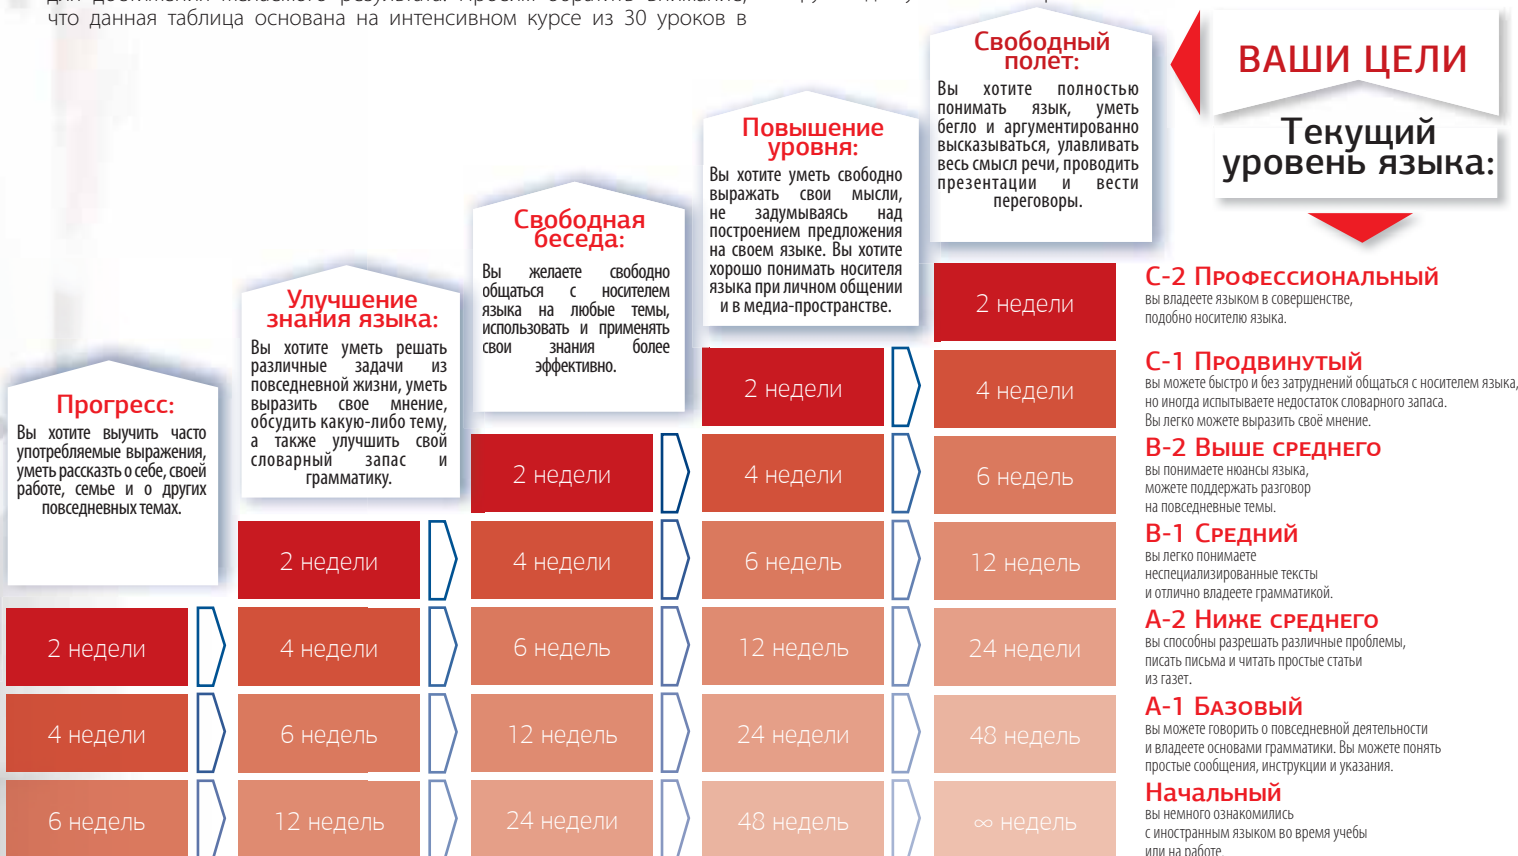 что данная таблица основана на интенсивном курсе из 30 уроков в
ВАШИ ЦЕЛИ
Текущий
уровень языка:
Свободный
полет:
Вы хотите полностью
понимать язык, уметь
бегло и аргументированно
высказываться, улавливать
весь смысл речи, проводить
презентации и вести
переговоры.
Повышение
уровня:
Вы хотите уметь свободно
выражать свои мысли,
не задумываясь над
построением предложения
на своем языке. Вы хотите
хорошо понимать носителя
языка при личном общении
и в медиа-пространстве.
Свободная
беседа:
Вы желаете свободно
общаться с носителем
языка на любые темы,
использовать и применять
свои знания более
эффективно.
Улучшение
знания языка:
Вы хотите уметь решать
различные задачи из
повседневной жизни, уметь
выразить свое мнение,
обсудить какую-либо тему,
а также улучшить свой
словарный запас и
грамматику.
Прогресс:
Вы хотите выучить часто
употребляемые выражения,
уметь рассказть о себе, своей
работе, семье и о других
повседневных темах.
2 недели
С-2 Профессиональный
вы владеете языком в совершенстве,
подобно носителю языка.
2 недели
4 недели
С-1 Продвинутый
вы можете быстро и без затруднений общаться с носителем языка,
но иногда испытываете недостаток словарного запаса.
Вы легко можете выразить своё мнение.
2 недели
4 недели
6 недель
В-2 Выше среднего
вы понимаете нюансы языка,
можете поддержать разговор
на повседневные темы.
2 недели
4 недели
6 недель
12 недель
В-1 Средний
вы легко понимаете
неспециализированные тексты
и отлично владеете грамматикой.
2 недели
4 недели
6 недель
12 недель
24 недели
А-2 Ниже среднего
вы способны разрешать различные проблемы,
писать письма и читать простые статьи
из газет.
4 недели
6 недель
12 недель
24 недели
48 недель
А-1 Базовый
вы можете говорить о повседневной деятельности
и владеете основами грамматики. Вы можете понять
простые сообщения, инструкции и указания.
6 недель
12 недель
24 недели
48 недель
∞ недель
Начальный
вы немного ознакомились
с иностранным языком во время учебы
или на работе.